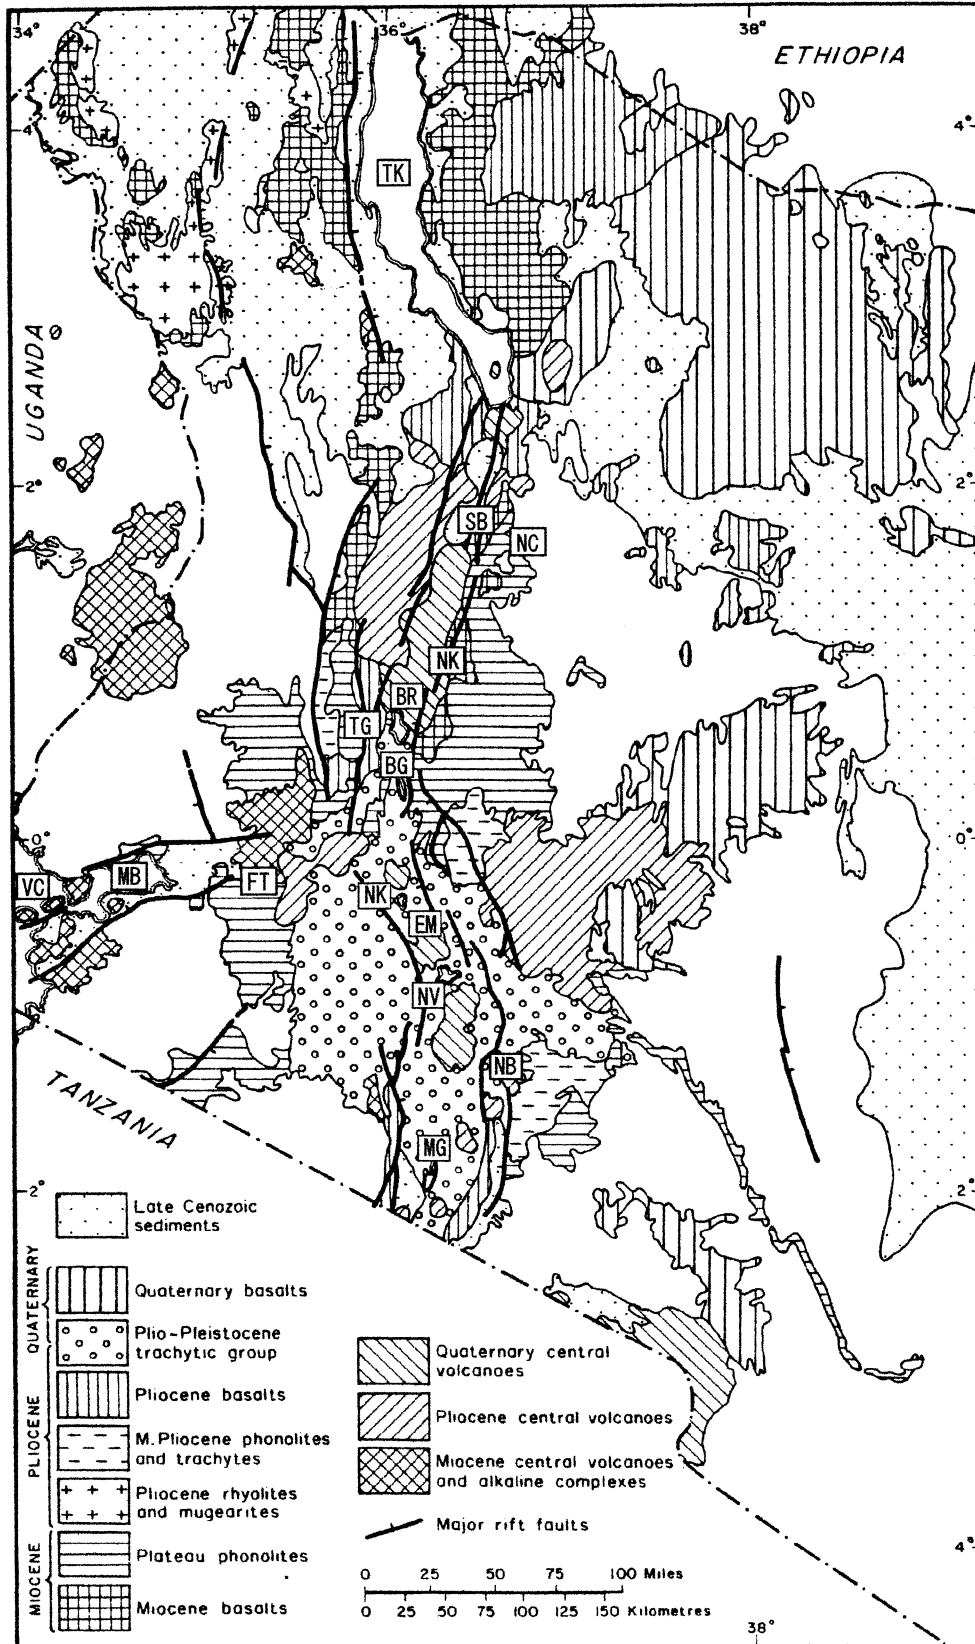 34°
36°
38°
ETHIOPIA
4°
4°
TK
UGANDA
2°
2°
SB
NC
NK
BR
TG
BG
0°
0°
VC
MB
FT
NK
EM
NV
NB
TANZANIA
MG
2°
2°
Late Cenozoic
sediments
QUATERNARY
Quaternary basalts
Plio-Pleistocene
trachytic group
PLIOCENE
Pliocene basalts
M. Pliocene phonolites
and trachytes
Pliocene rhyolites
and mugearites
MIOCENE
Plateau phonolites
Miocene basalts
Quaternary central
volcanoes
Pliocene central volcanoes
Miocene central volcanoes
and alkaline complexes
Major rift faults
0 25 50 75 100 Miles
0 25 50 75 100 125 150 Kilometres
4°
38°